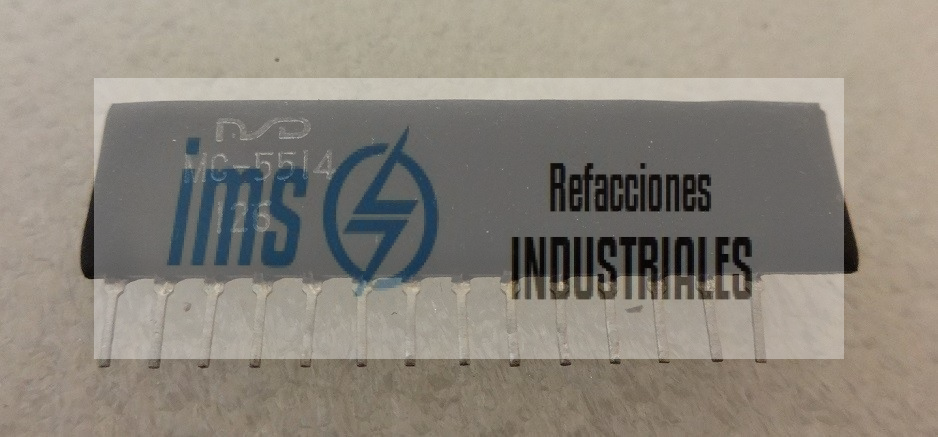 MC-5514
126
ims
Refacciones
INDUSTRIALES